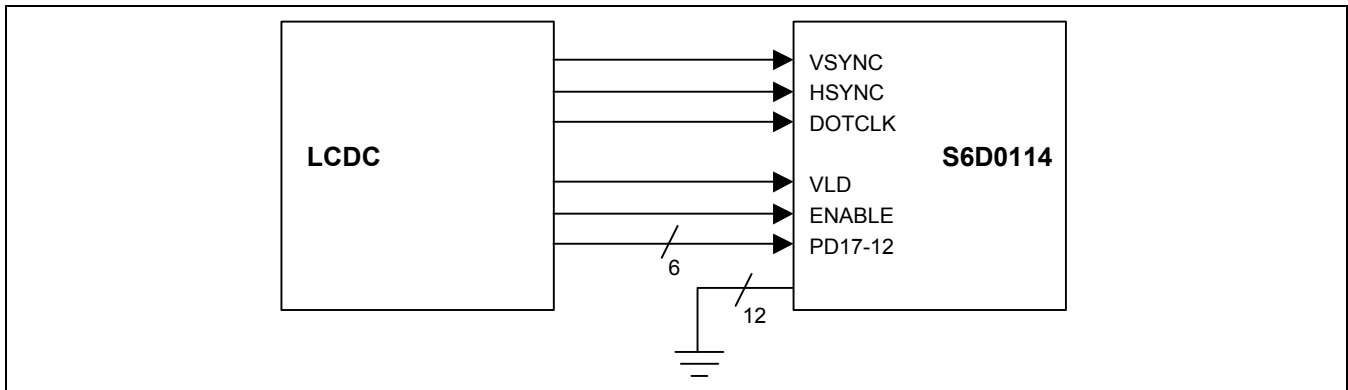 VSYNC
HSYNC
DOTCLK
LCDC
S6D0114
VLD
ENABLE
PD17-12
6
12